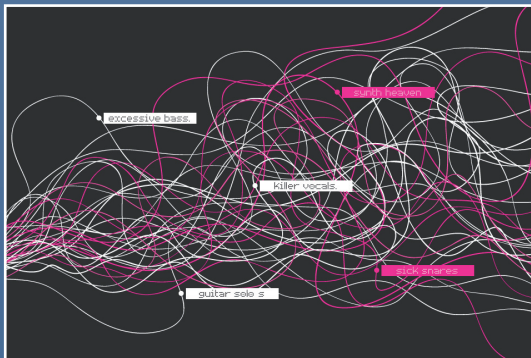 synth heaven
excessive bass.
killer vocals.
sick snares
guitar solo s